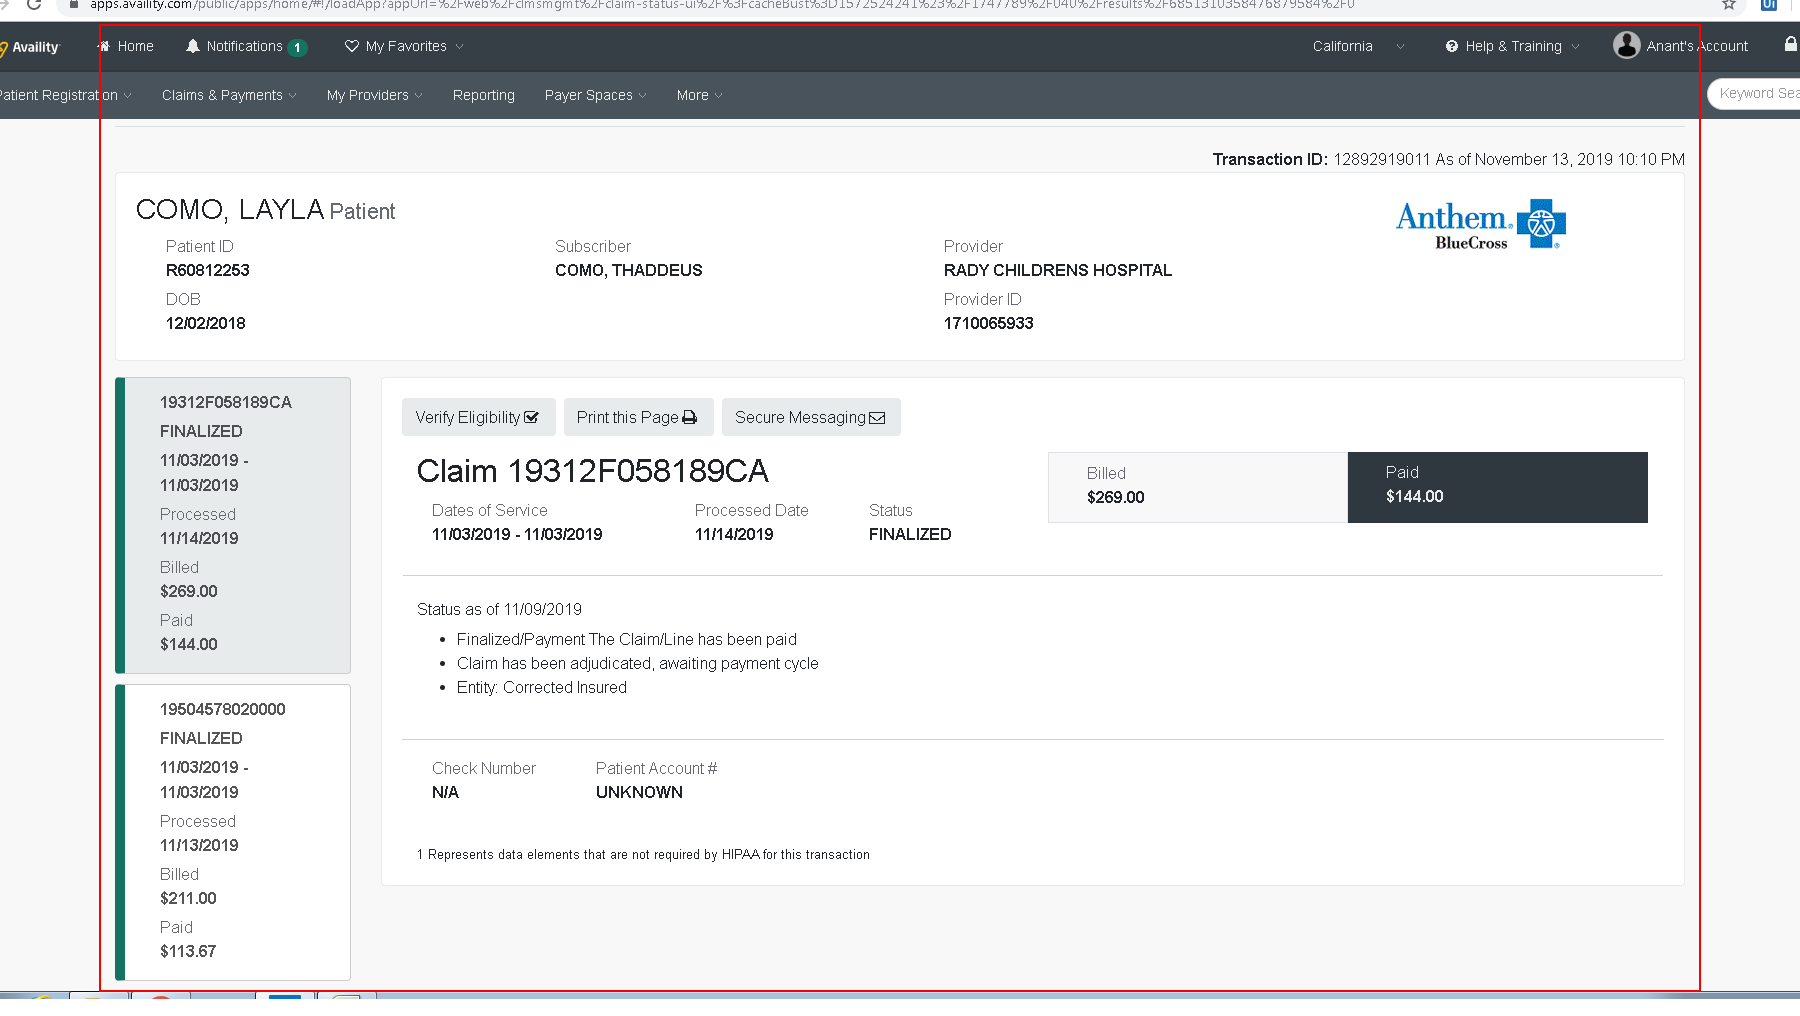 apps.availity.com/public/apps/home/#!/loadApp?appUrl=%2Fweb%2Fclmsmgmt%2Fclaim-status-ui%2F%3FcacheBust%3D1572524241%23%2F1747789%2F040%2Fresults%2F6851310358476879584%2F0
Availity Home Notifications 1 My Favorites California Help & Training Anant's Account
Patient Registration Claims & Payments My Providers Reporting Payer Spaces More Keyword Sea
Transaction ID: 12892919011 As of November 13, 2019 10:10 PM
COMO, LAYLA Patient
Anthem.
BlueCross
Patient ID Subscriber Provider
R60812253 COMO, THADDEUS RADY CHILDRENS HOSPITAL
DOB Provider ID
12/02/2018 1710065933
19312F058189CA
FINALIZED
11/03/2019 -
11/03/2019
Processed
11/14/2019
Billed
$269.00
Paid
$144.00
19504578020000
FINALIZED
11/03/2019 -
11/03/2019
Processed
11/13/2019
Billed
$211.00
Paid
$113.67
Verify Eligibility Print this Page Secure Messaging
Claim 19312F058189CA
Billed Paid
$269.00 $144.00
Dates of Service Processed Date Status
11/03/2019 - 11/03/2019 11/14/2019 FINALIZED
Status as of 11/09/2019
• Finalized/Payment The Claim/Line has been paid
• Claim has been adjudicated, awaiting payment cycle
• Entity: Corrected Insured
Check Number Patient Account #
N/A UNKNOWN
1 Represents data elements that are not required by HIPAA for this transaction